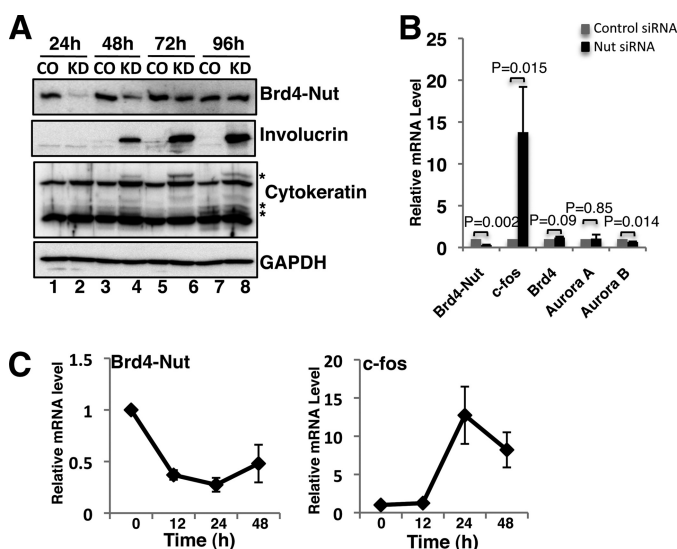 A
24h 48h 72h 96h
CO KD CO KD CO KD CO KD
Brd4-Nut
Involucrin
*
Cytokeratin
*
*
GAPDH
1 2 3 4 5 6 7 8
B
Control siRNA
Nut siRNA
Relative mRNA Level
25
20
15
10
5
0
P=0.002
P=0.015
P=0.09
P=0.85
P=0.014
Brd4-Nut
c-fos
Brd4
Aurora A
Aurora B
C
Brd4-Nut
Relative mRNA level
1.5
1
0.5
0
0 12 24 48
Time (h)
c-fos
Relative mRNA Level
20
15
10
5
0
0 12 24 48
Time (h)